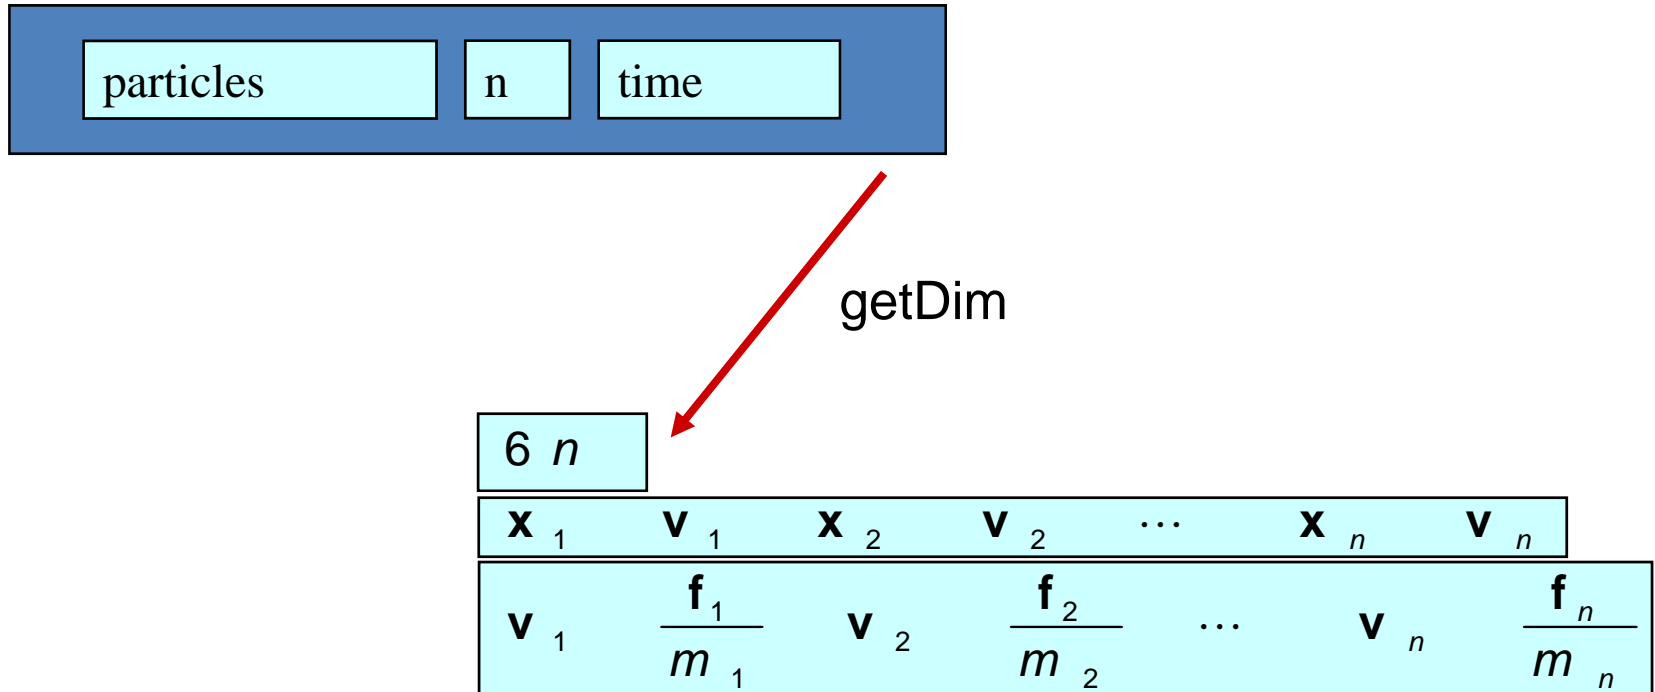 particles n time
getDim
6 n
x 1 v 1 x 2 v 2 ⋯ x n v n
v 1 f 1 / m 1 v 2 f 2 / m 2 ⋯ v n f n / m n